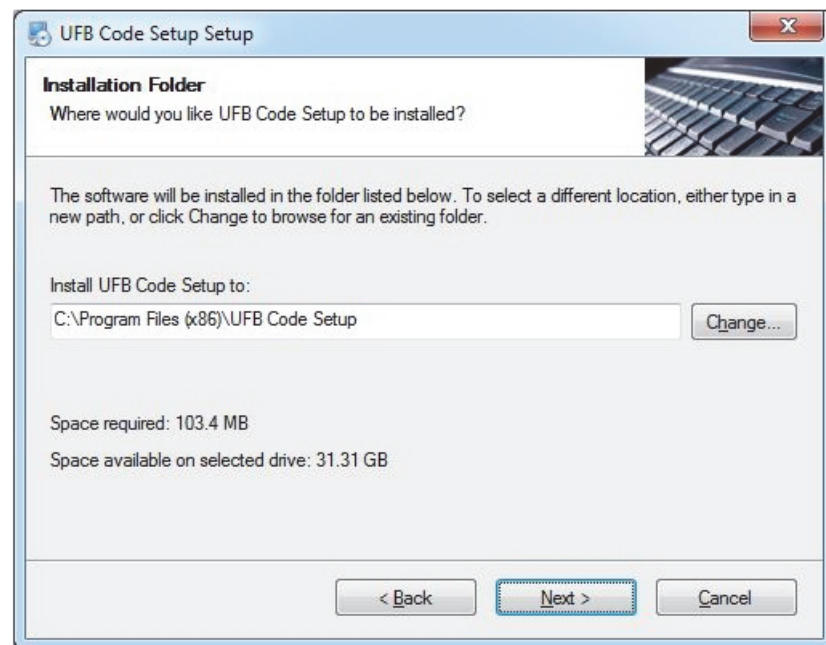 UFB Code Setup Setup
Installation Folder
Where would you like UFB Code Setup to be installed?
The software will be installed in the folder listed below. To select a different location, either type in a
new path, or click Change to browse for an existing folder.
Install UFB Code Setup to:
C:\Program Files (x86)\UFB Code Setup
Change...
Space required: 103.4 MB
Space available on selected drive: 31.31 GB
< Back
Next >
Cancel